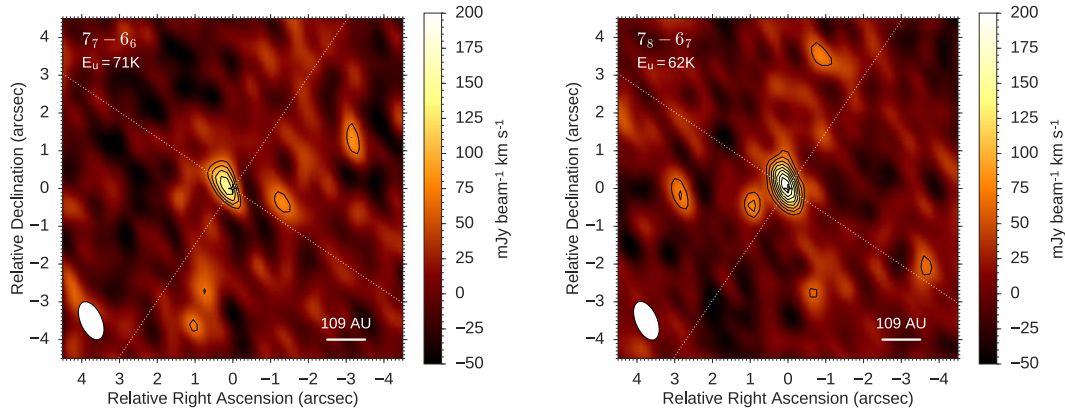 7₇ − 6₆
E_u = 71K
109 AU
4
3
2
1
0
−1
−2
−3
−4
Relative Declination (arcsec)
4 3 2 1 0 −1 −2 −3 −4
Relative Right Ascension (arcsec)
200
175
150
125
100
75
50
25
0
−25
−50
mJy beam⁻¹ km s⁻¹
7₈ − 6₇
E_u = 62K
109 AU
4
3
2
1
0
−1
−2
−3
−4
Relative Declination (arcsec)
4 3 2 1 0 −1 −2 −3 −4
Relative Right Ascension (arcsec)
200
175
150
125
100
75
50
25
0
−25
−50
mJy beam⁻¹ km s⁻¹